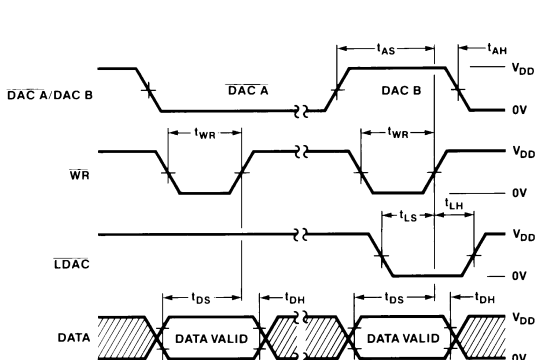 tAS
tAH
VDD
DAC A/DAC B
DAC A
DAC B
0V
tWR
tWR
VDD
WR
0V
tLS
tLH
VDD
LDAC
0V
tDS
tDH
tDS
tDH
VDD
DATA
DATA VALID
DATA VALID
0V